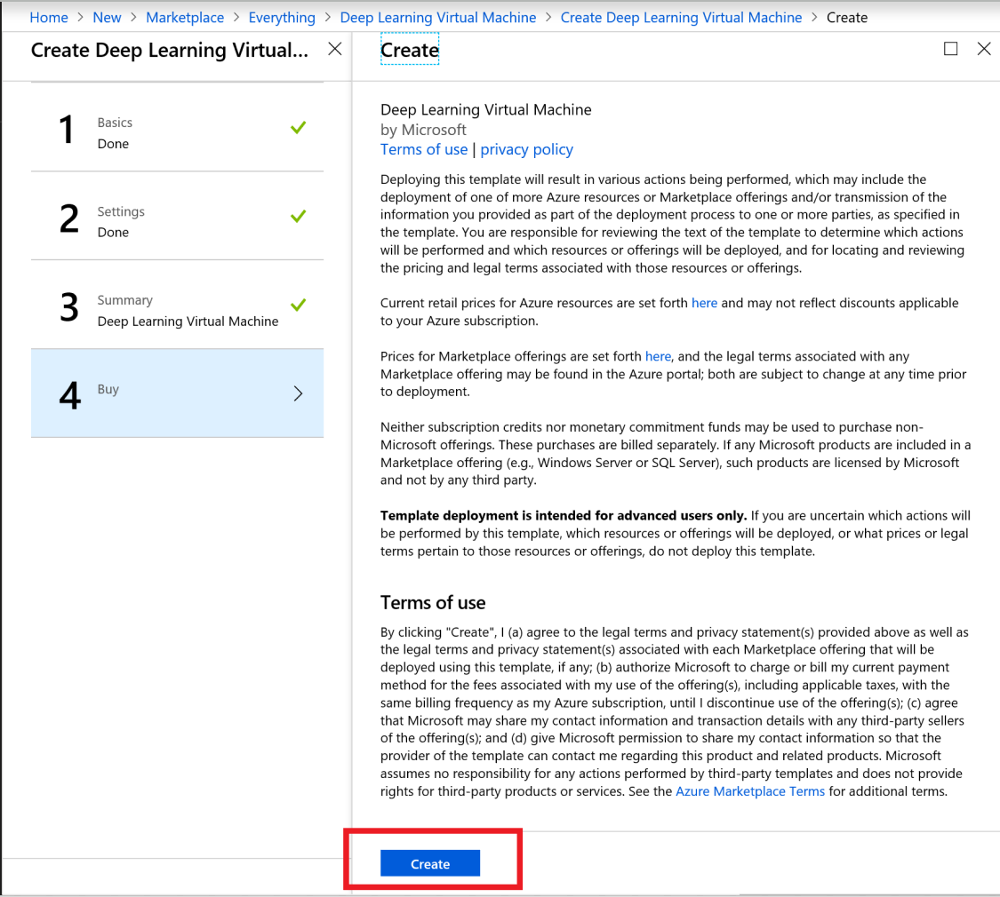 Home > New > Marketplace > Everything > Deep Learning Virtual Machine > Create Deep Learning Virtual Machine > Create
Create Deep Learning Virtual...
1
Basics
Done
2
Settings
Done
3
Summary
Deep Learning Virtual Machine
4
Buy
Create
Deep Learning Virtual Machine
by Microsoft
Terms of use | privacy policy
Deploying this template will result in various actions being performed, which may include the
deployment of one of more Azure resources or Marketplace offerings and/or transmission of the
information you provided as part of the deployment process to one or more parties, as specified in
the template. You are responsible for reviewing the text of the template to determine which actions
will be performed and which resources or offerings will be deployed, and for locating and reviewing
the pricing and legal terms associated with those resources or offerings.
Current retail prices for Azure resources are set forth here and may not reflect discounts applicable
to your Azure subscription.
Prices for Marketplace offerings are set forth here, and the legal terms associated with any
Marketplace offering may be found in the Azure portal; both are subject to change at any time prior
to deployment.
Neither subscription credits nor monetary commitment funds may be used to purchase non-
Microsoft offerings. These purchases are billed separately. If any Microsoft products are included in a
Marketplace offering (e.g., Windows Server or SQL Server), such products are licensed by Microsoft
and not by any third party.
Template deployment is intended for advanced users only. If you are uncertain which actions will
be performed by this template, which resources or offerings will be deployed, or what prices or legal
terms pertain to those resources or offerings, do not deploy this template.
Terms of use
By clicking "Create", I (a) agree to the legal terms and privacy statement(s) provided above as well as
the legal terms and privacy statement(s) associated with each Marketplace offering that will be
deployed using this template, if any; (b) authorize Microsoft to charge or bill my current payment
method for the fees associated with my use of the offering(s), including applicable taxes, with the
same billing frequency as my Azure subscription, until I discontinue use of the offering(s); (c) agree
that Microsoft may share my contact information and transaction details with any third-party sellers
of the offering(s); and (d) give Microsoft permission to share my contact information so that the
provider of the template can contact me regarding this product and related products. Microsoft
assumes no responsibility for any actions performed by third-party templates and does not provide
rights for third-party products or services. See the Azure Marketplace Terms for additional terms.
Create